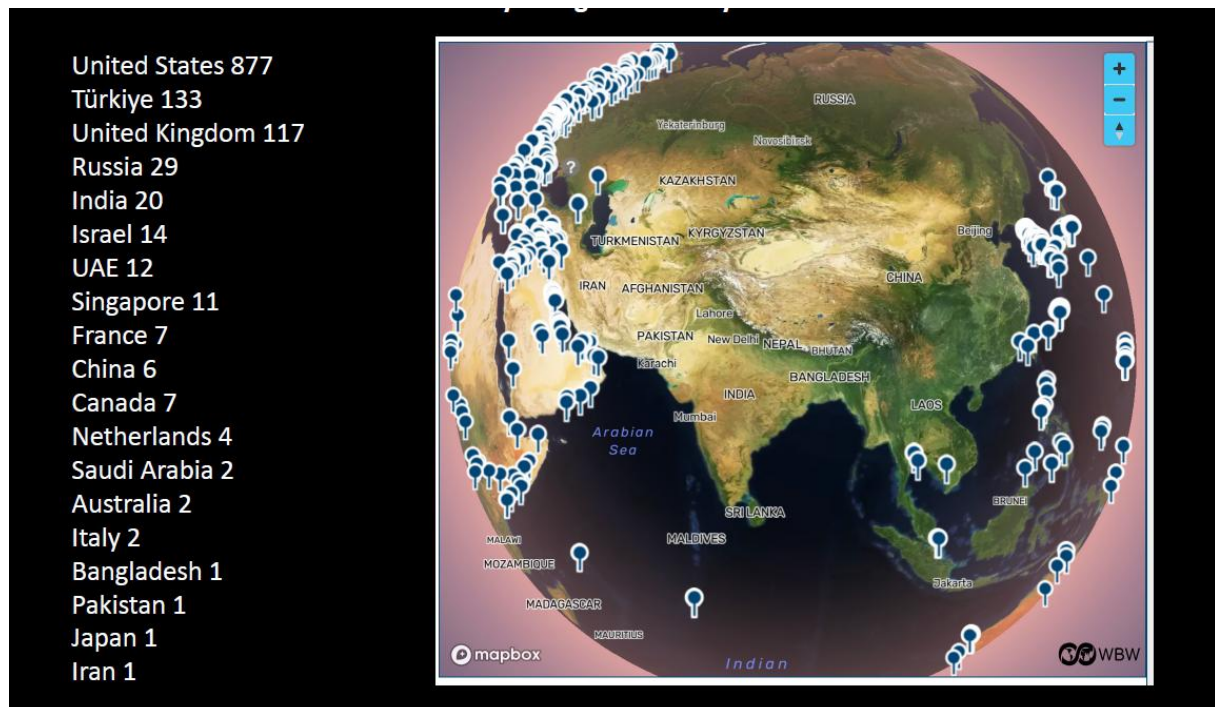 United States 877
Türkiye 133
United Kingdom 117
Russia 29
India 20
Israel 14
UAE 12
Singapore 11
France 7
China 6
Canada 7
Netherlands 4
Saudi Arabia 2
Australia 2
Italy 2
Bangladesh 1
Pakistan 1
Japan 1
Iran 1
+
−
RUSSIA
Yekaterinburg
Novosibirsk
?
KAZAKHSTAN
TURKMENISTAN
KYRGYZSTAN
Beijing
IRAN
AFGHANISTAN
CHINA
Lahore
PAKISTAN
New Delhi
NEPAL
BHUTAN
Karachi
BANGLADESH
INDIA
LAOS
Mumbai
Arabian
Sea
BRUNEI
SRI LANKA
MALAWI
MALDIVES
MOZAMBIQUE
Jakarta
MADAGASCAR
MAURITIUS
mapbox
Indian
WBW